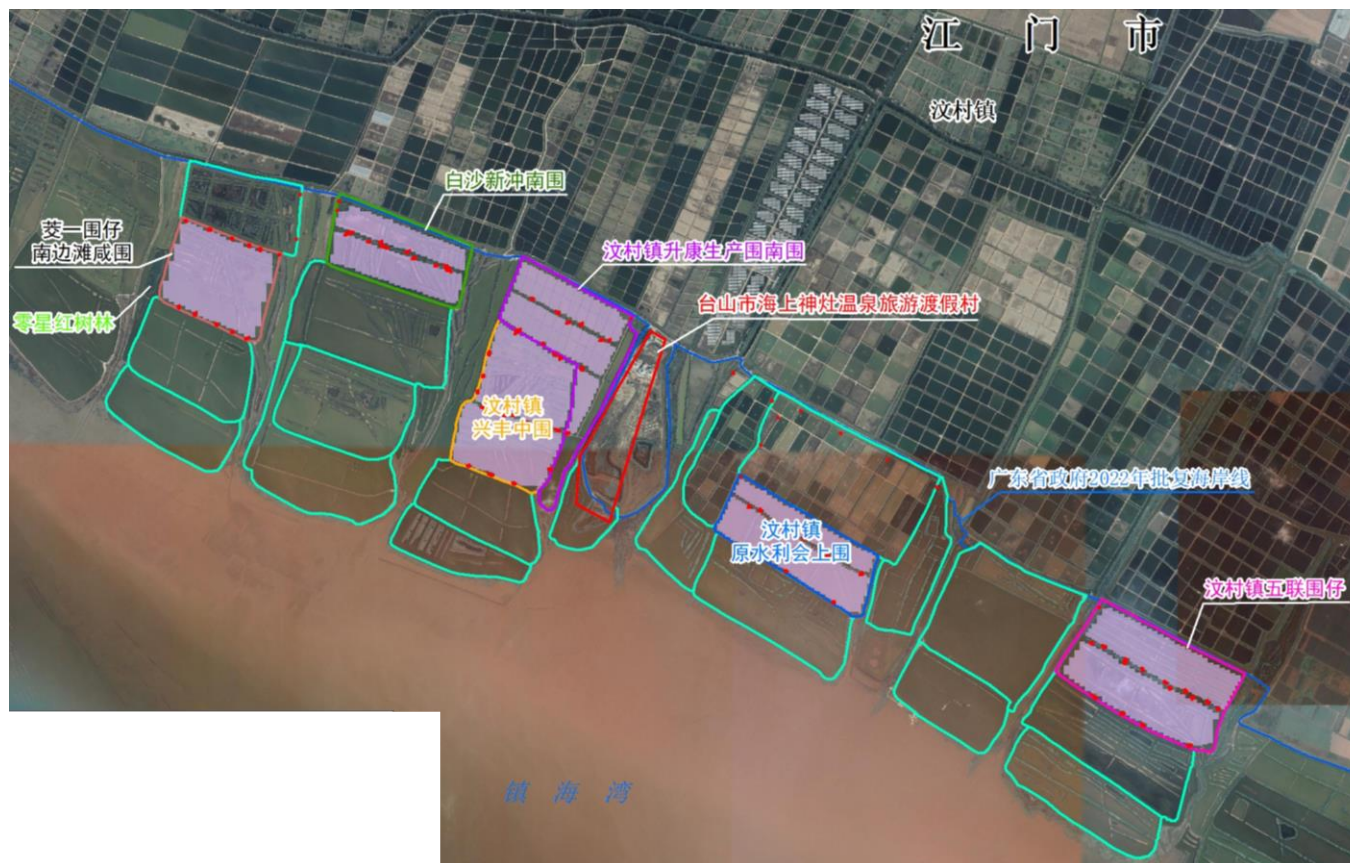 江门市
汶村镇
白沙新冲南围
茭一围仔
南边滩咸围
汶村镇升康生产围南围
台山市海上神灶温泉旅游渡假村
零星红树林
汶村镇
兴丰中围
广东省政府2022年批复海岸线
汶村镇
原水利会上围
汶村镇五联围仔
镇海湾